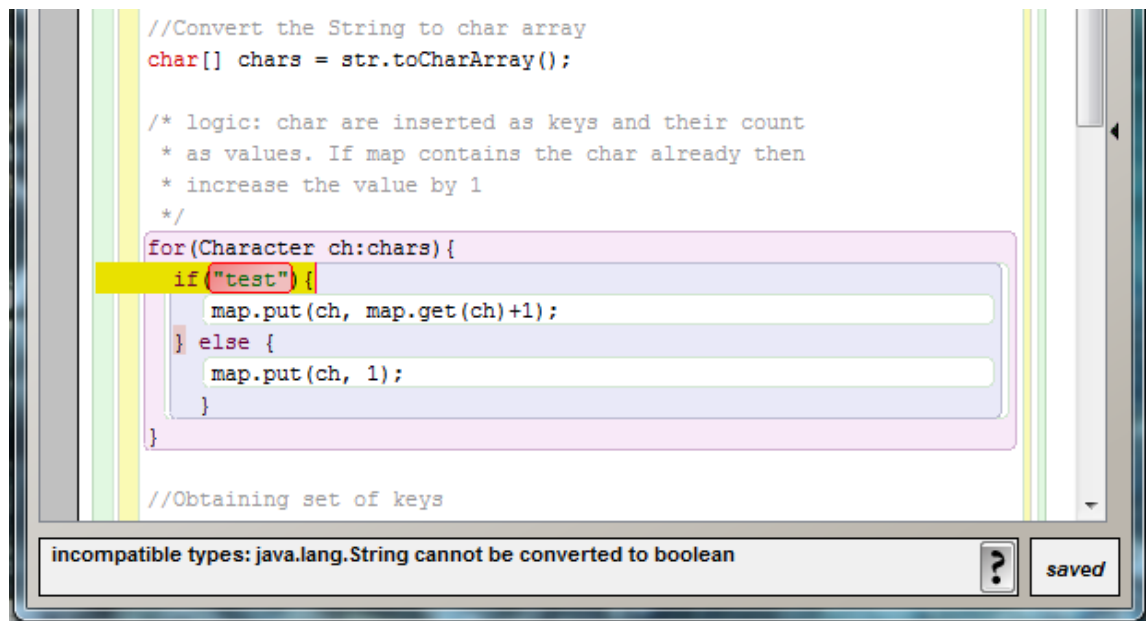 //Convert the String to char array
char[] chars = str.toCharArray();
/* logic: char are inserted as keys and their count
* as values. If map contains the char already then
* increase the value by 1
*/
for(Character ch:chars){
if("test"){
map.put(ch, map.get(ch)+1);
} else {
map.put(ch, 1);
}
}
//Obtaining set of keys
incompatible types: java.lang.String cannot be converted to boolean
?
saved